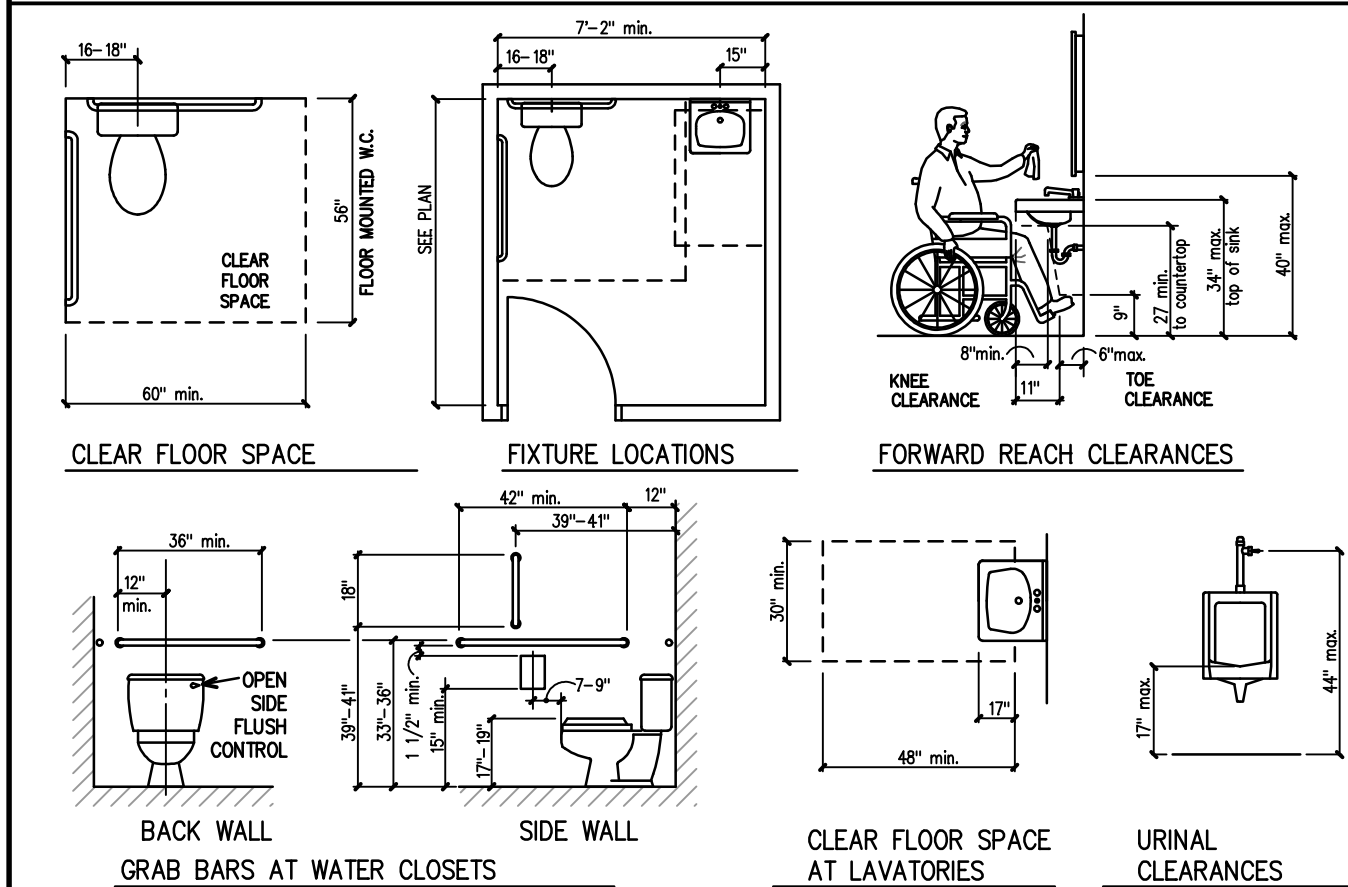 16-18"
56"
FLOOR MOUNTED W.C.
CLEAR
FLOOR
SPACE
60" min.
CLEAR FLOOR SPACE
7'-2" min.
16-18"
15"
SEE PLAN
FIXTURE LOCATIONS
40" max.
34" max.
top of sink
27 min.
to countertop
9"
8"min.
6"max.
11"
KNEE
CLEARANCE
TOE
CLEARANCE
FORWARD REACH CLEARANCES
36" min.
12"
min.
OPEN
SIDE
FLUSH
CONTROL
BACK WALL
42" min.
12"
39"-41"
18"
39"-41"
33"-36"
1 1/2" min.
15" min.
17"-19"
7-9"
SIDE WALL
GRAB BARS AT WATER CLOSETS
30" min.
17"
48" min.
CLEAR FLOOR SPACE
AT LAVATORIES
17" max.
44" max.
URINAL
CLEARANCES